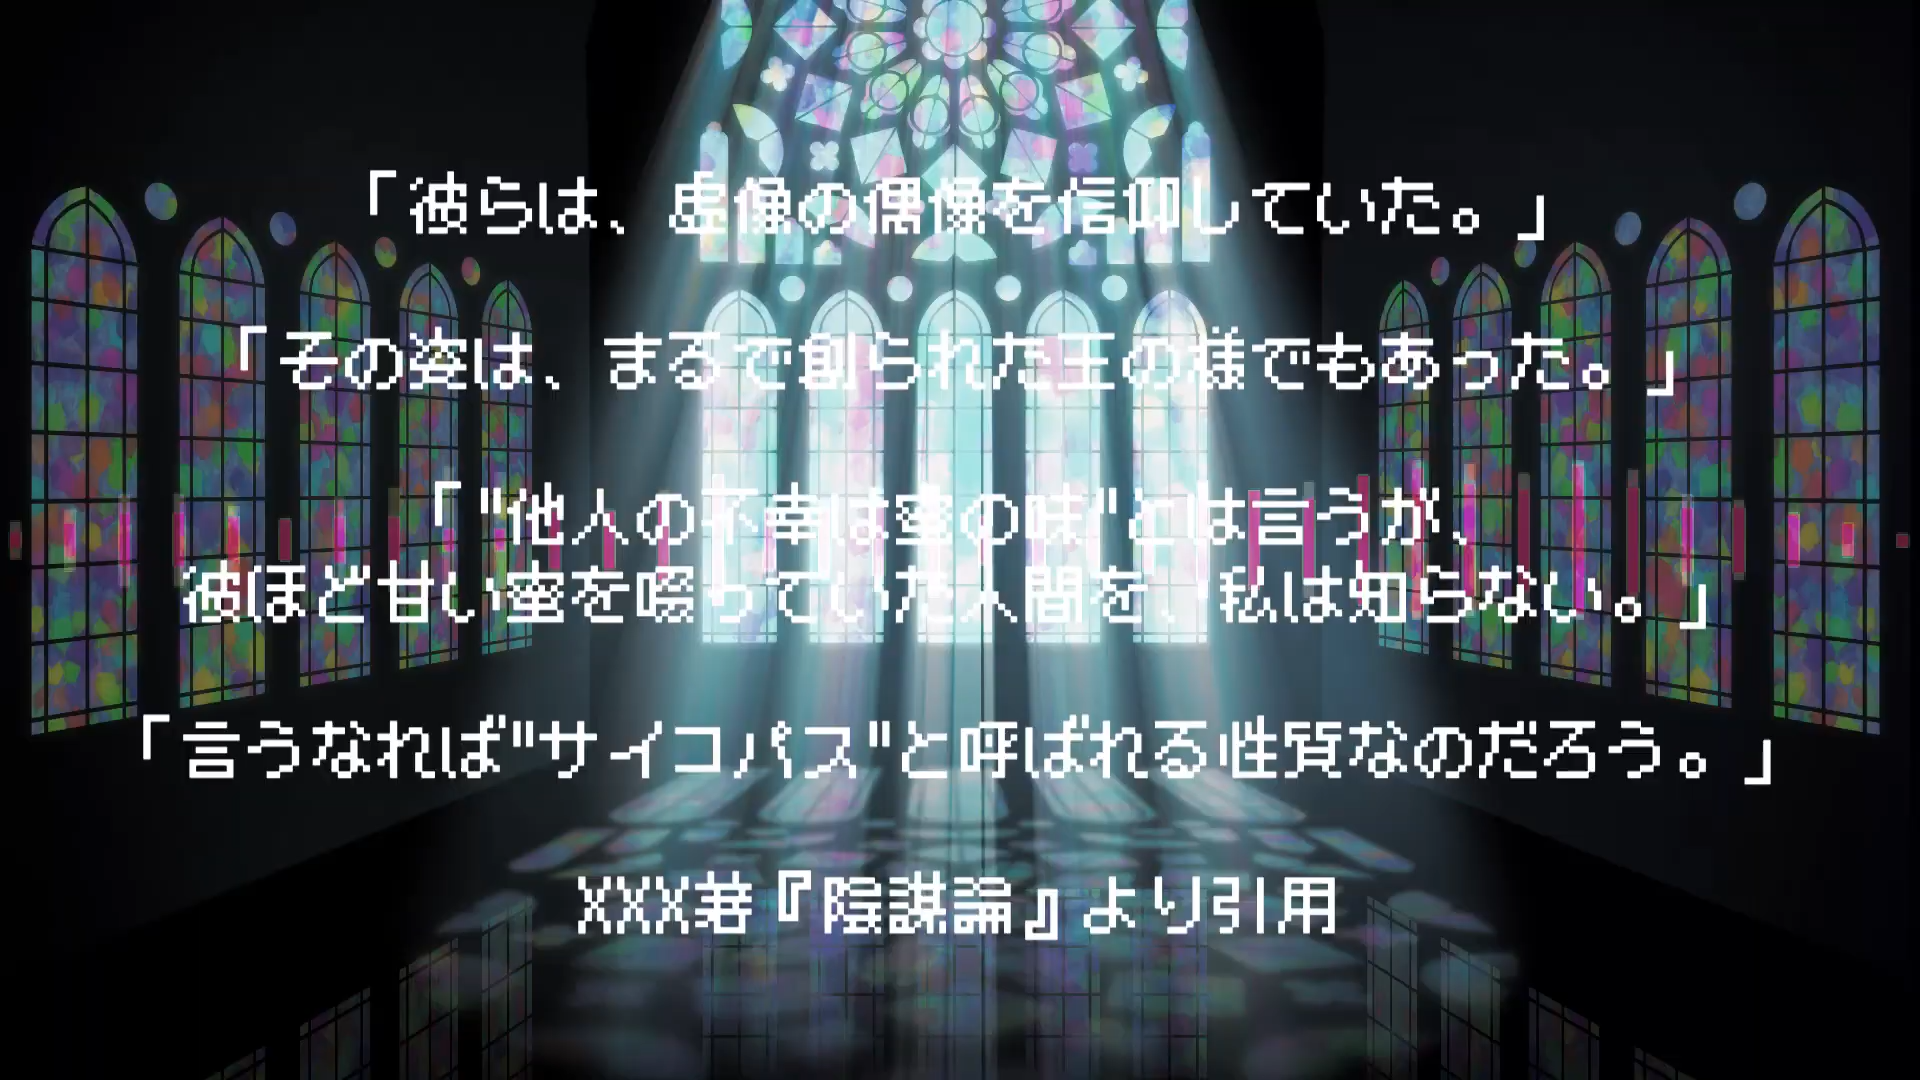 「彼らは、虚像の偶像を信仰していた。」
「その姿は、まるで創られた王の様でもあった。」
「"他人の不幸は蜜の味"とは言うが、
彼ほど甘い蜜を啜っていた人間を、私は知らない。」
「言うなれば"サイコパス"と呼ばれる性質なのだろう。」
XXX著『陰謀論』より引用